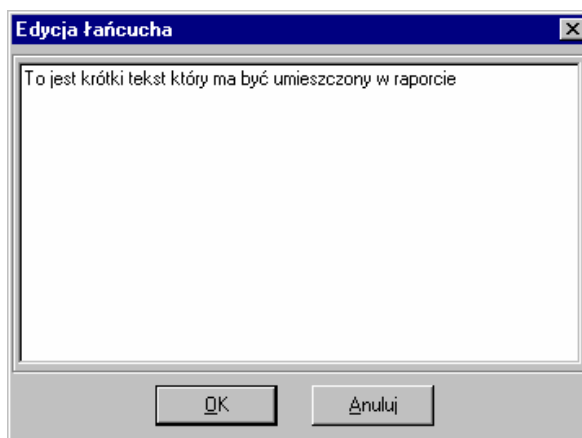 Edycja łańcucha
To jest krótki tekst który ma być umieszczony w raporcie
OK
Anuluj